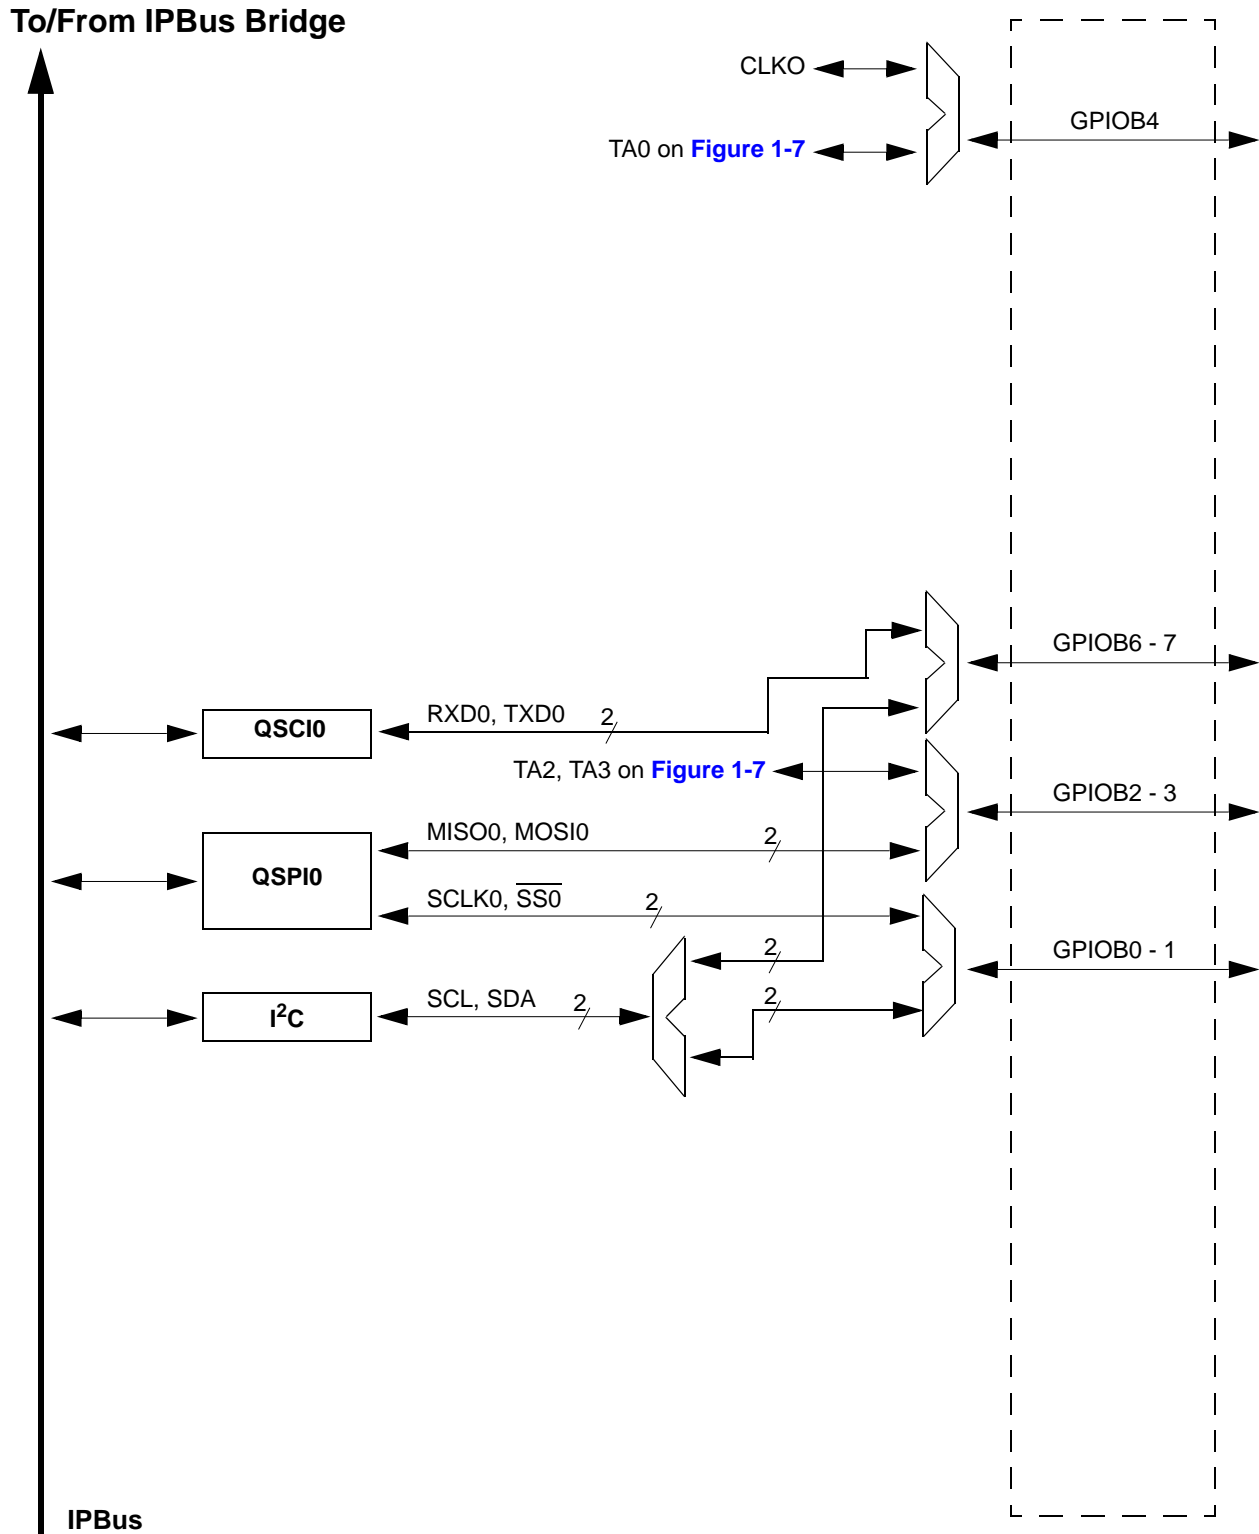 To/From IPBus Bridge
CLKO
GPIOB4
TA0 on Figure 1-7
GPIOB6 - 7
RXD0, TXD0
2
QSCI0
TA2, TA3 on Figure 1-7
GPIOB2 - 3
MISO0, MOSI0
2
QSPI0
SCLK0, S̅S̅0̅
2
2
GPIOB0 - 1
SCL, SDA
2
2
I²C
IPBus